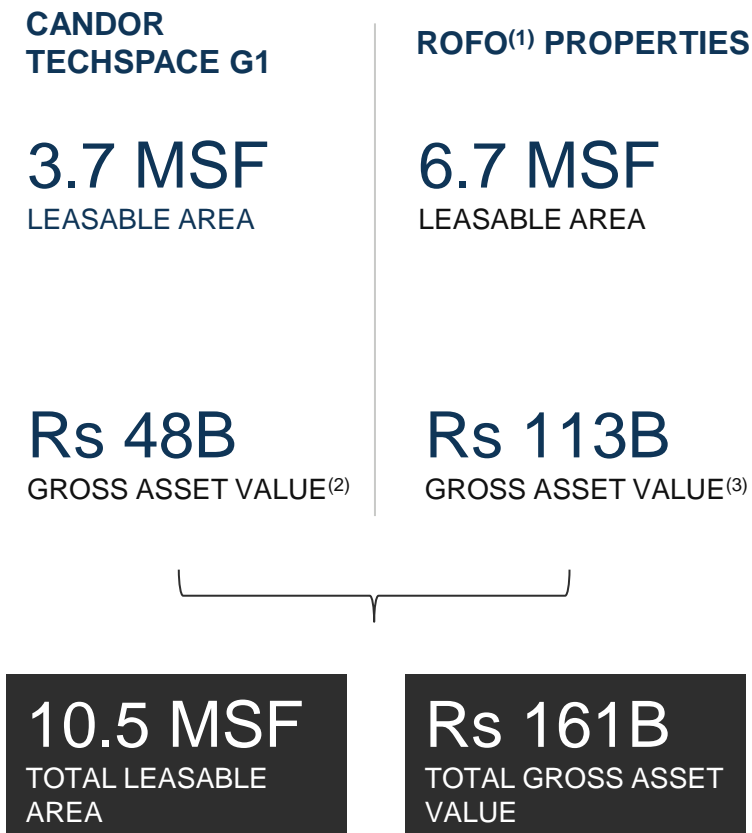 CANDOR
TECHSPACE G1
ROFO(1) PROPERTIES
3.7 MSF
LEASABLE AREA
6.7 MSF
LEASABLE AREA
Rs 48B
GROSS ASSET VALUE(2)
Rs 113B
GROSS ASSET VALUE(3)
10.5 MSF
TOTAL LEASABLE
AREA
Rs 161B
TOTAL GROSS ASSET
VALUE